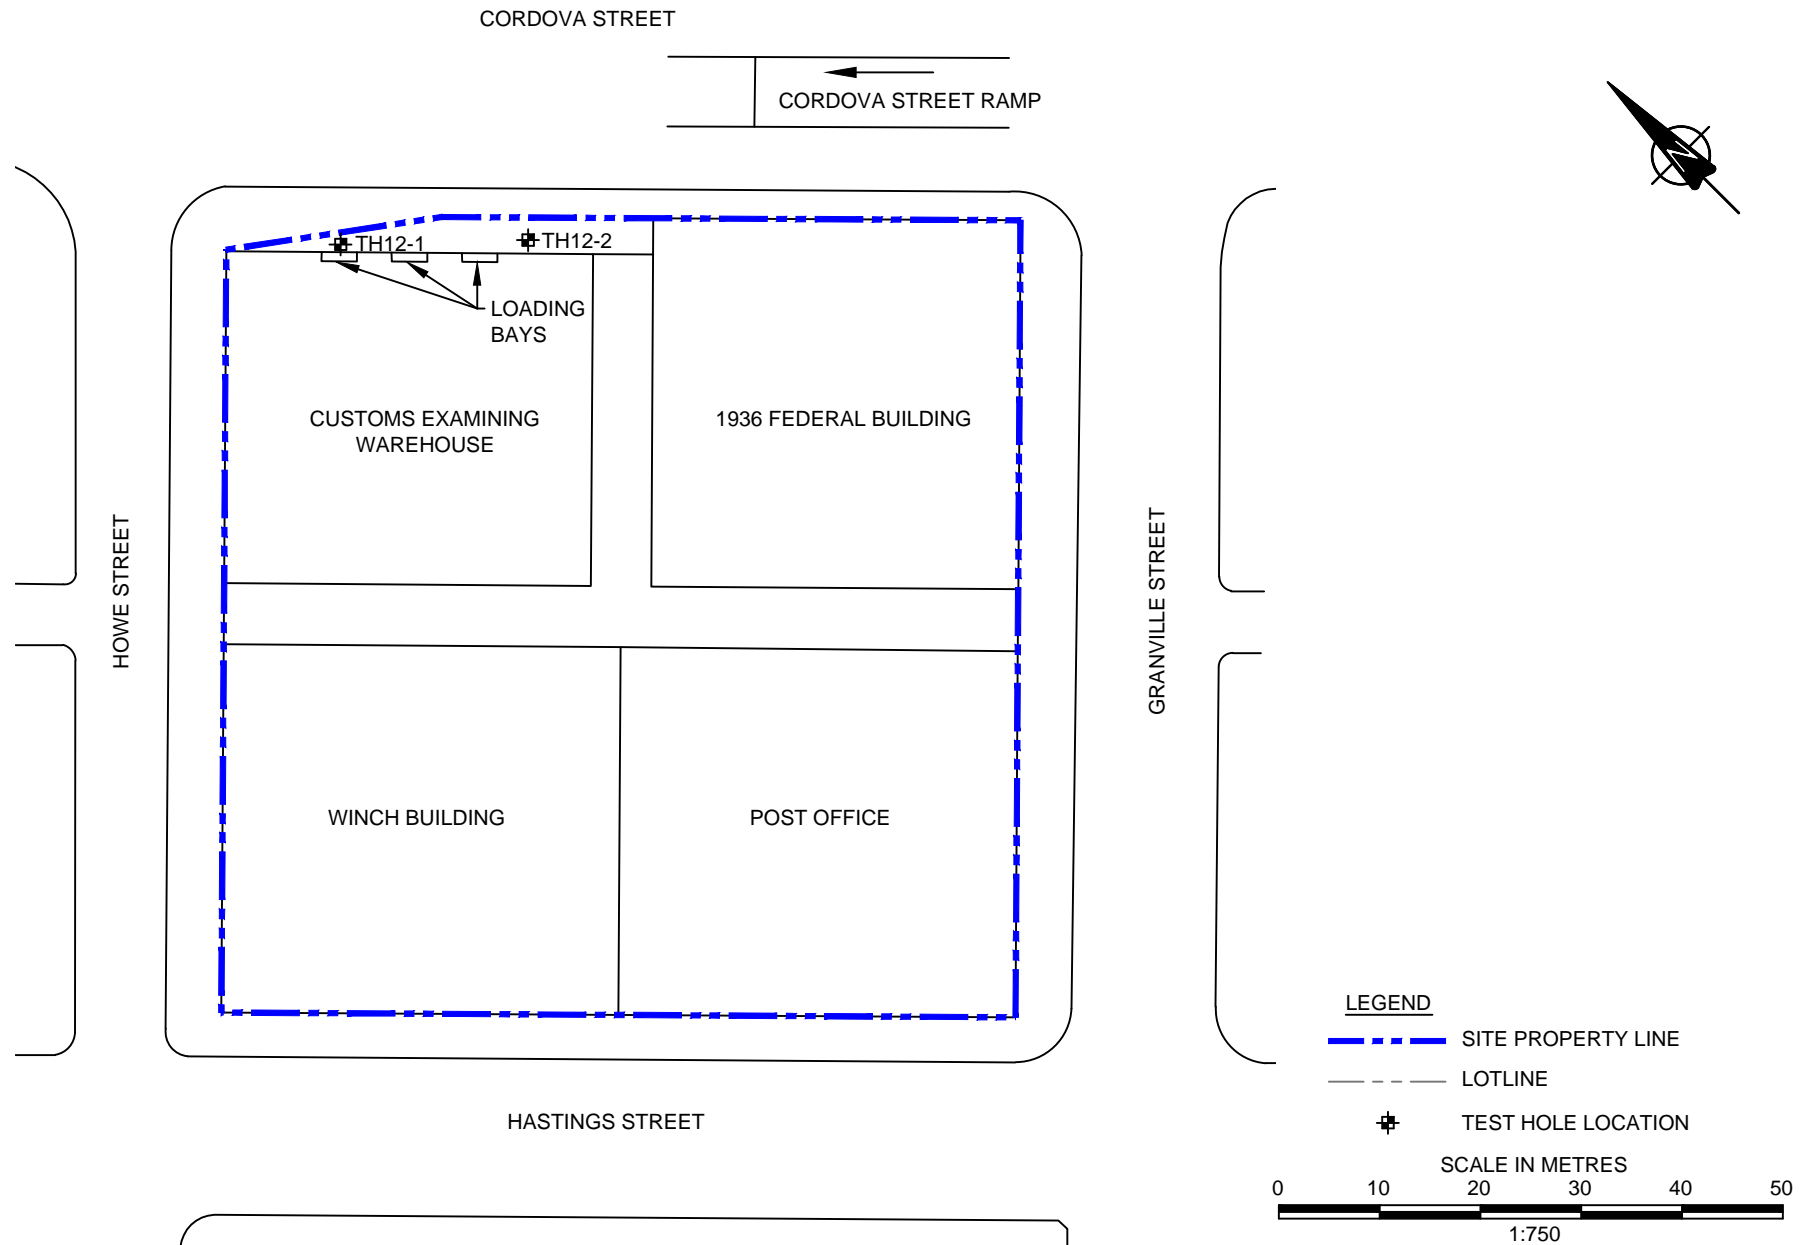 CORDOVA STREET
CORDOVA STREET RAMP
N
TH12-1
TH12-2
LOADING
BAYS
CUSTOMS EXAMINING
WAREHOUSE
1936 FEDERAL BUILDING
HOWE STREET
GRANVILLE STREET
WINCH BUILDING
POST OFFICE
HASTINGS STREET
LEGEND
SITE PROPERTY LINE
LOTLINE
TEST HOLE LOCATION
SCALE IN METRES
0 10 20 30 40 50
1:750